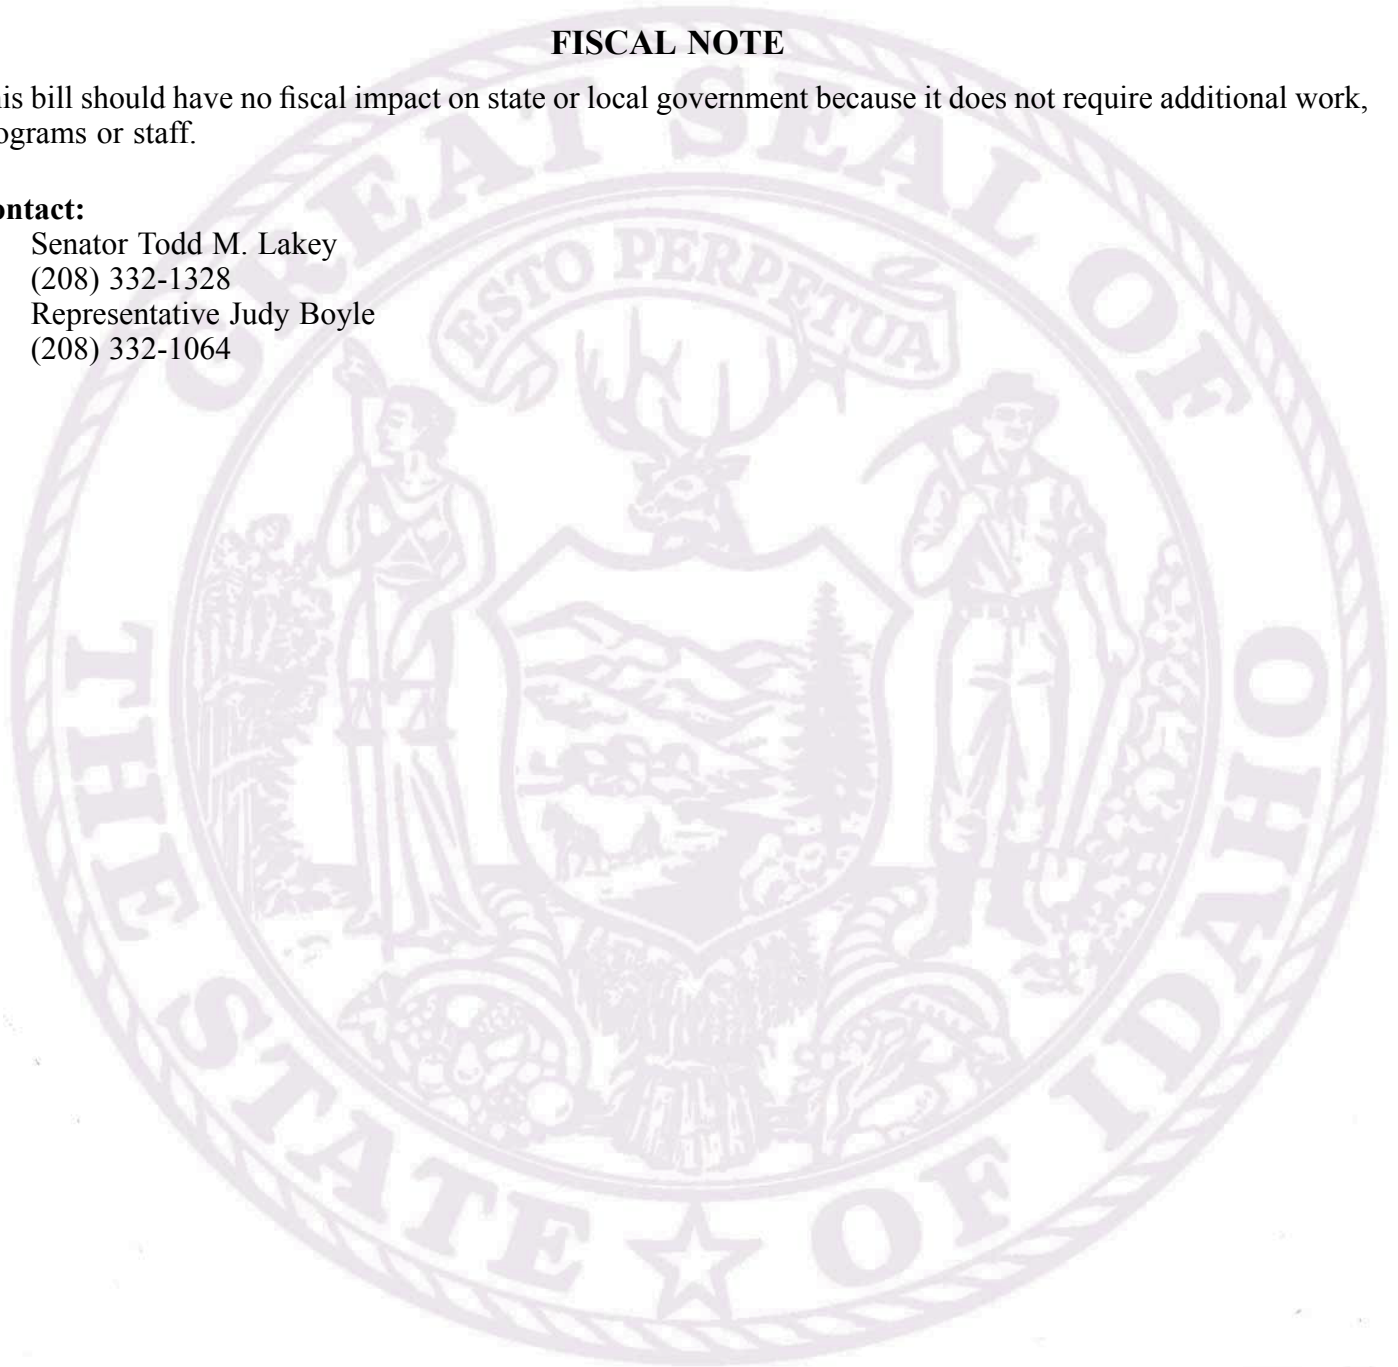 FISCAL NOTE
his bill should have no fiscal impact on state or local government because it does not require additional work,
ograms or staff.
ontact:
Senator Todd M. Lakey
(208) 332-1328
Representative Judy Boyle
(208) 332-1064
GREAT SEAL OF
THE STATE OF IDAHO
ESTO PERPETUA